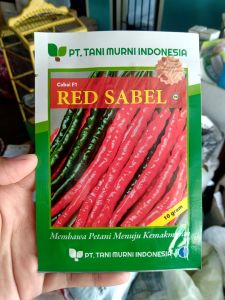 PT. TANI MURNI INDONESIA
Cabai F1
RED SABEL
10 gram
Membawa Petani Menuju Kemakmuran
PT. TANI MURNI INDONESIA